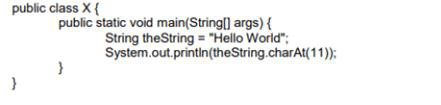 public class X {
public static void main(String[] args) {
String theString = "Hello World";
System.out.println(theString.charAt(11));
}
}